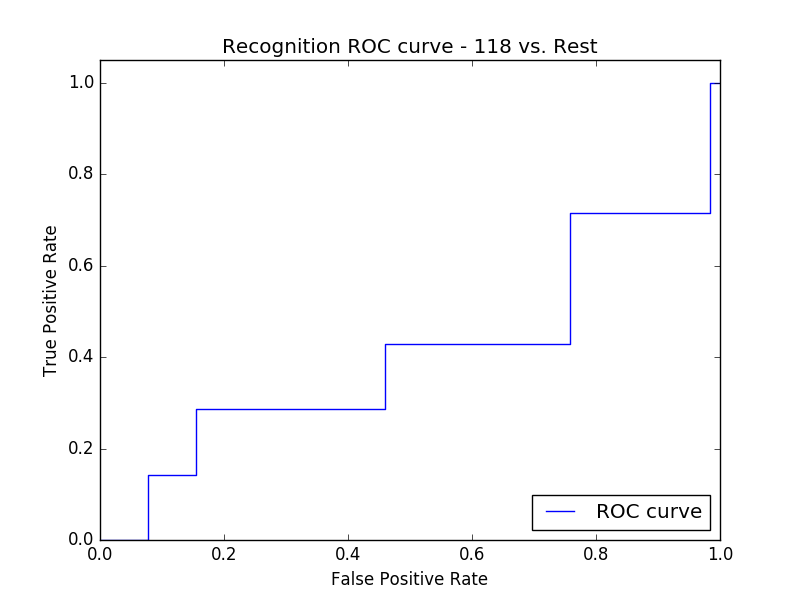 Recognition ROC curve - 118 vs. Rest
1.0
0.8
0.6
0.4
0.2
0.0
True Positive Rate
ROC curve
0.0 0.2 0.4 0.6 0.8 1.0
False Positive Rate